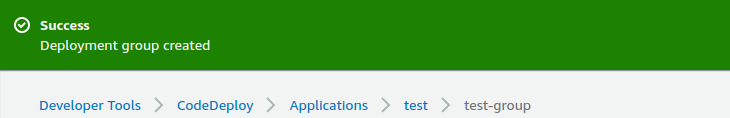 Success
Deployment group created
Developer Tools > CodeDeploy > Applications > test > test-group